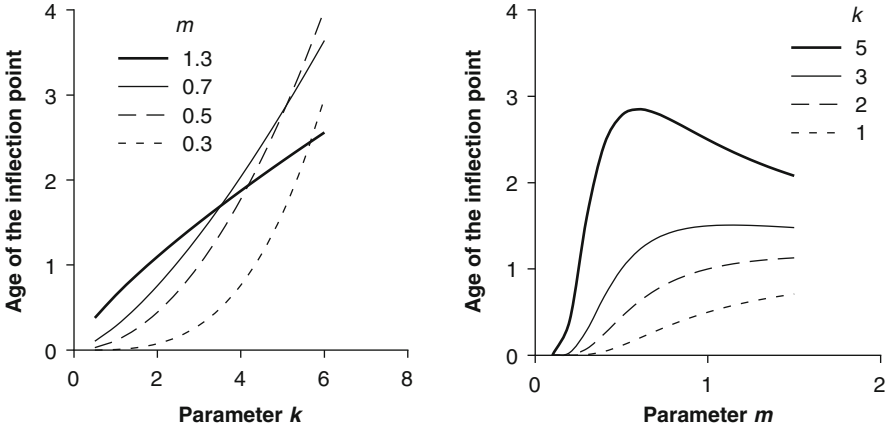 Age of the inflection point
4
3
2
1
0
m
1.3
0.7
0.5
0.3
0 2 4 6 8
Parameter k
Age of the inflection point
4
3
2
1
0
k
5
3
2
1
0 1 2
Parameter m